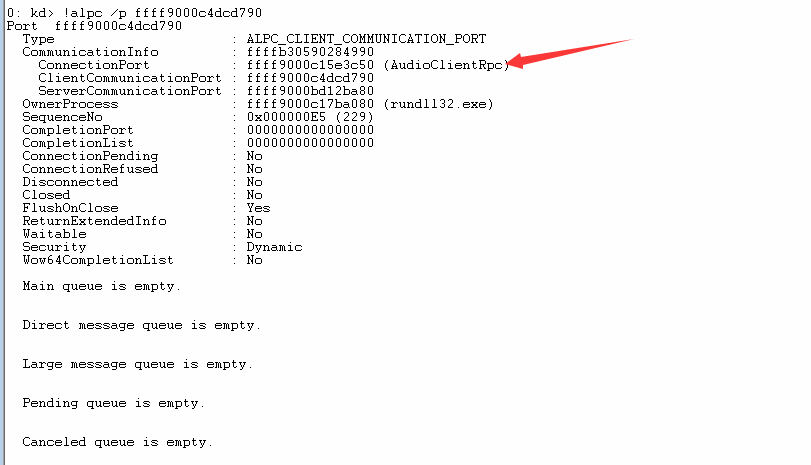 0: kd> !alpc /p ffff9000c4dcd790
Port  ffff9000c4dcd790
  Type                      : ALPC_CLIENT_COMMUNICATION_PORT
  CommunicationInfo         : ffffb30590284990
    ConnectionPort          : ffff9000c15e3c50 (AudioClientRpc)
    ClientCommunicationPort : ffff9000c4dcd790
    ServerCommunicationPort : ffff9000bd12ba80
  OwnerProcess              : ffff9000c17ba080 (rundll32.exe)
  SequenceNo                : 0x000000E5 (229)
  CompletionPort            : 0000000000000000
  CompletionList            : 0000000000000000
  ConnectionPending         : No
  ConnectionRefused         : No
  Disconnected              : No
  Closed                    : No
  FlushOnClose              : Yes
  ReturnExtendedInfo        : No
  Waitable                  : No
  Security                  : Dynamic
  Wow64CompletionList       : No
  Main queue is empty.
  Direct message queue is empty.
  Large message queue is empty.
  Pending queue is empty.
  Canceled queue is empty.